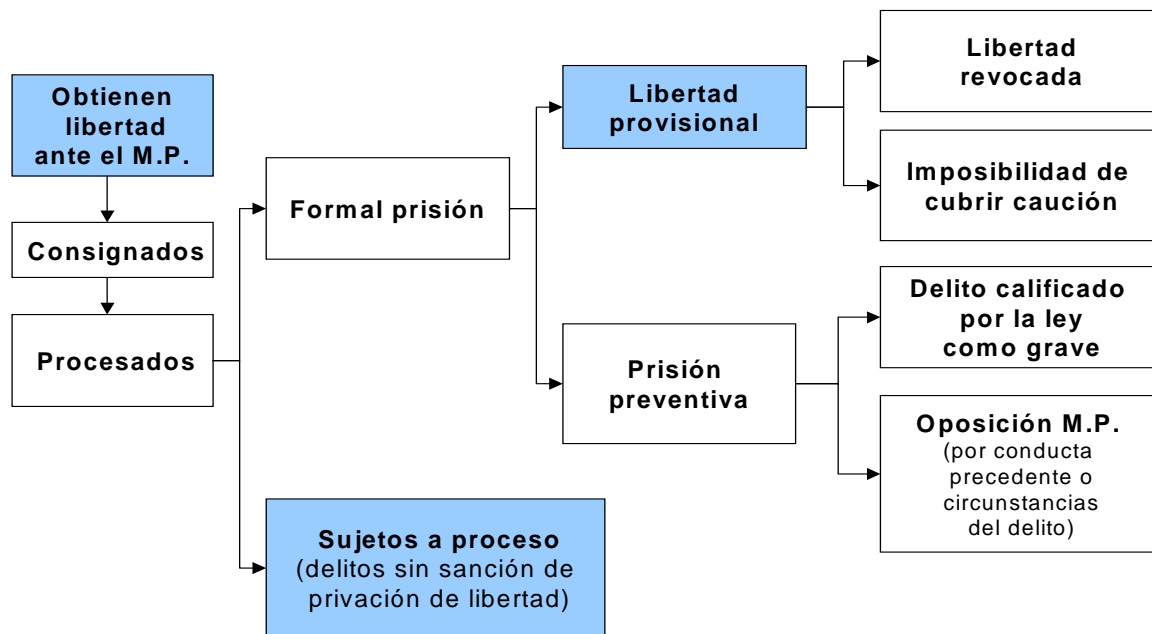 Obtienen
libertad
ante el M.P.
Consignados
Procesados
Formal prisión
Sujetos a proceso
(delitos sin sanción de
privación de libertad)
Libertad
provisional
Prisión
preventiva
Libertad
revocada
Imposibilidad de
cubrir caución
Delito calificado
por la ley
como grave
Oposición M.P.
(por conducta
precedente o
circunstancias
del delito)